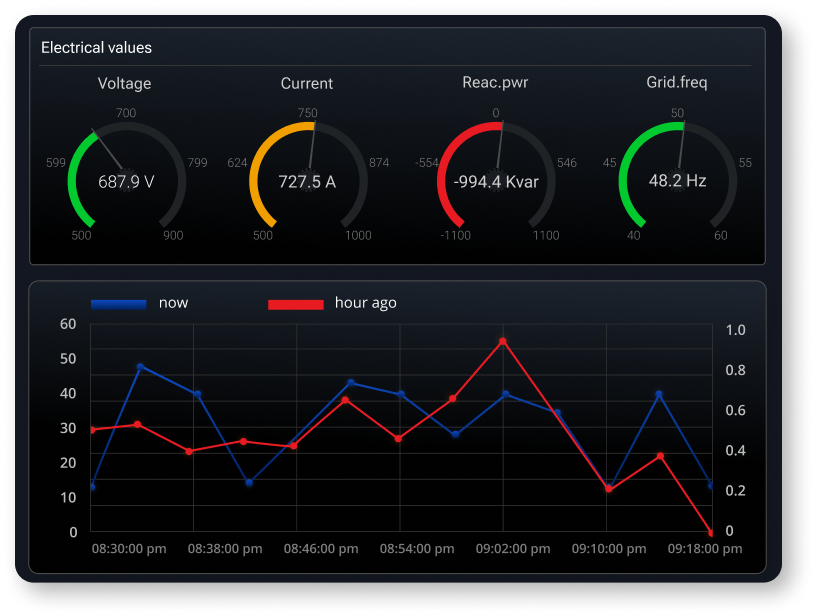 Electrical values
Voltage Current Reac.pwr Grid.freq
700 750 0 50
599 799 624 874 -554 546 45 55
687.9 V 727.5 A -994.4 Kvar 48.2 Hz
500 900 500 1000 -1100 1100 40 60
now hour ago
60 1.0
50 0.8
40 0.6
30 0.4
20 0.2
10 0
0
08:30:00 pm 08:38:00 pm 08:46:00 pm 08:54:00 pm 09:02:00 pm 09:10:00 pm 09:18:00 pm